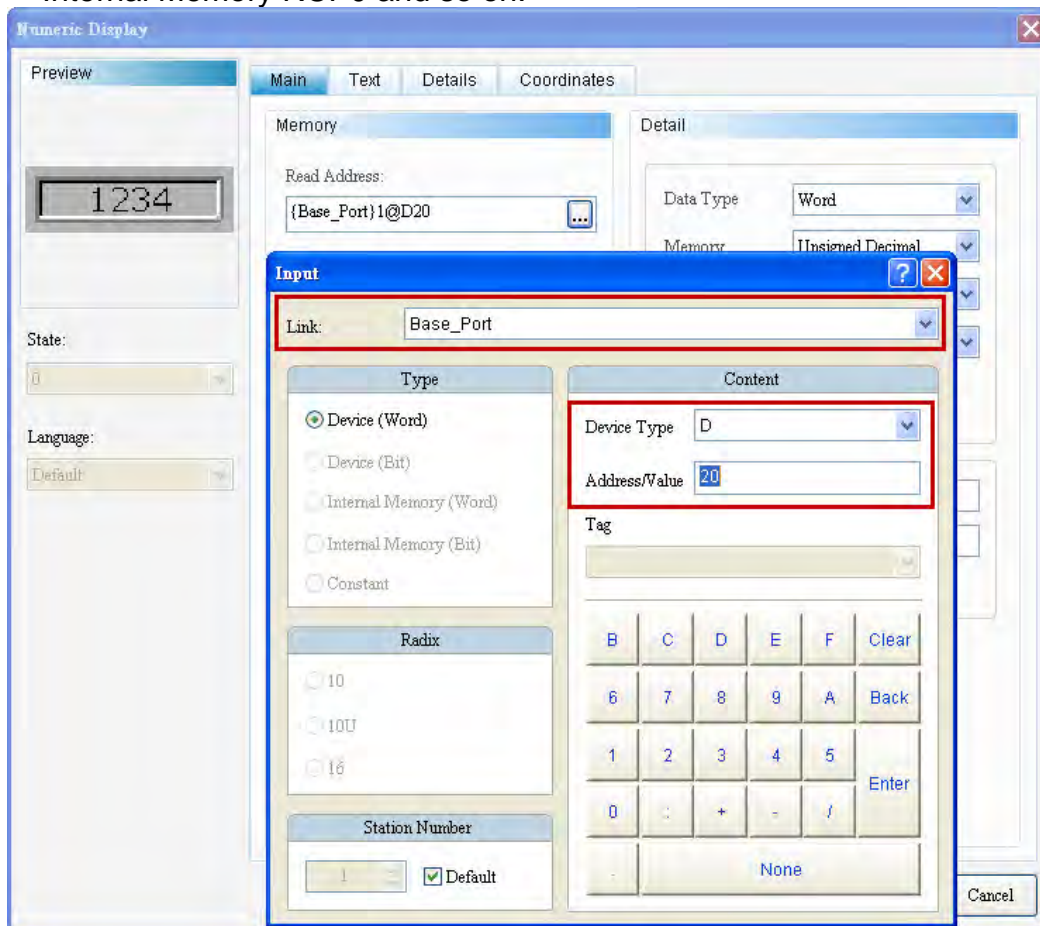 Numeric Display
Preview
Main Text Details Coordinates
Memory
Detail
Read Address:
1234
{Base_Port}1@D20
...
Data Type Word
Memory Unsigned Decimal
Input
Link: Base_Port
State:
0
Language:
Default
Type
Device (Word)
Device (Bit)
Internal Memory (Word)
Internal Memory (Bit)
Constant
Content
Device Type D
Address/Value 20
Tag
Radix
10
10U
16
B C D E F Clear
6 7 8 9 A Back
1 2 3 4 5
Enter
0 : + - /
. None
Station Number
1 Default
Cancel